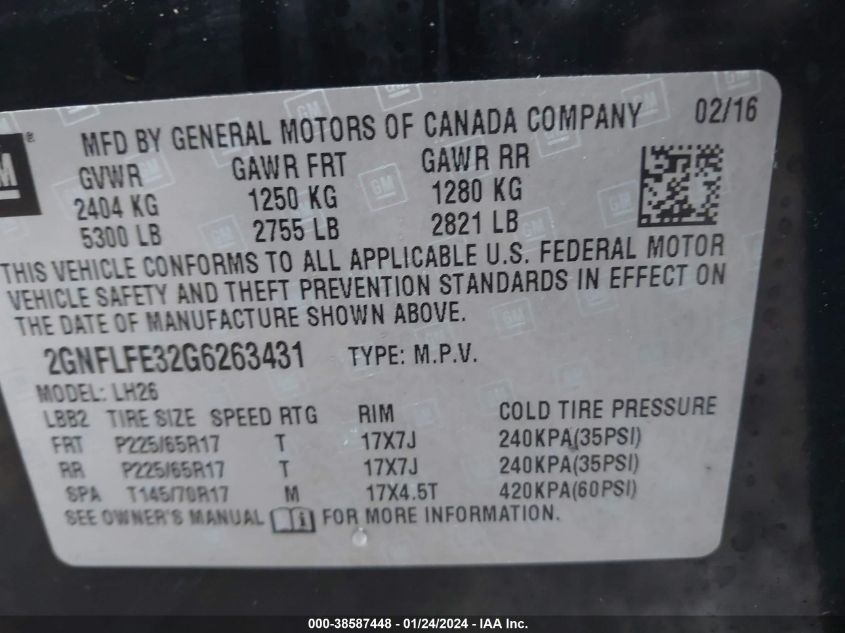 MFD BY GENERAL MOTORS OF CANADA COMPANY 02/16
GM ®
GVWR GAWR FRT GAWR RR
2404 KG 1250 KG 1280 KG
5300 LB 2755 LB 2821 LB
THIS VEHICLE CONFORMS TO ALL APPLICABLE U.S. FEDERAL MOTOR
VEHICLE SAFETY AND THEFT PREVENTION STANDARDS IN EFFECT ON
THE DATE OF MANUFACTURE SHOWN ABOVE.
2GNFLFE32G6263431 TYPE: M.P.V.
MODEL: LH26
LBB2 TIRE SIZE SPEED RTG RIM COLD TIRE PRESSURE
FRT P225/65R17 T 17X7J 240KPA(35PSI)
RR P225/65R17 T 17X7J 240KPA(35PSI)
SPA T145/70R17 M 17X4.5T 420KPA(60PSI)
SEE OWNER'S MANUAL FOR MORE INFORMATION.
000-38587448 - 01/24/2024 - IAA Inc.